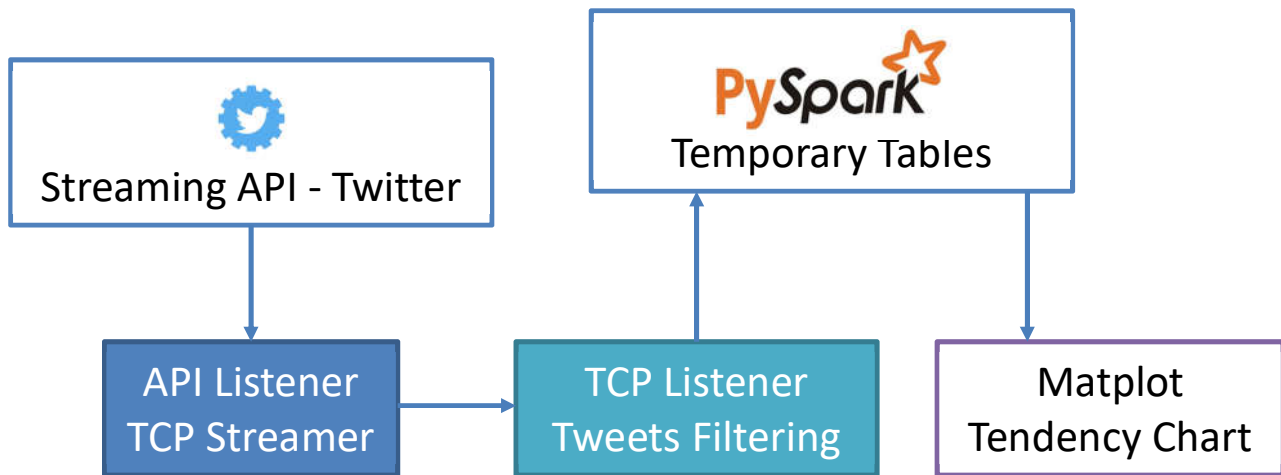 Streaming API - Twitter
PySpark
Temporary Tables
API Listener
TCP Streamer
TCP Listener
Tweets Filtering
Matplot
Tendency Chart